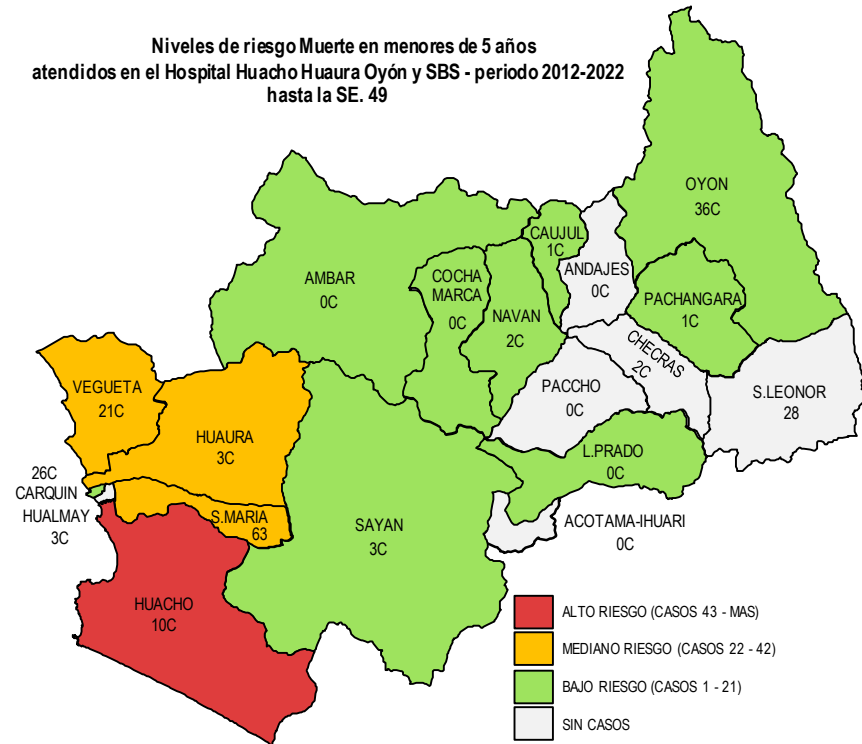 Niveles de riesgo Muerte en menores de 5 años
atendidos en el Hospital Huacho Huaura Oyón y SBS - periodo 2012-2022
hasta la SE. 49
OYON
36C
CAUJUL
1C
ANDAJES
0C
AMBAR
0C
COCHA
MARCA
0C
NAVAN
2C
PACHANGARA
1C
CHECRAS
2C
VEGUETA
21C
PACCHO
0C
S.LEONOR
28
HUAURA
3C
L.PRADO
0C
26C
CARQUIN
HUALMAY
3C
S.MARIA
63
SAYAN
3C
ACOTAMA-IHUARI
0C
HUACHO
10C
ALTO RIESGO (CASOS 43 - MAS)
MEDIANO RIESGO (CASOS 22 - 42)
BAJO RIESGO (CASOS 1 - 21)
SIN CASOS